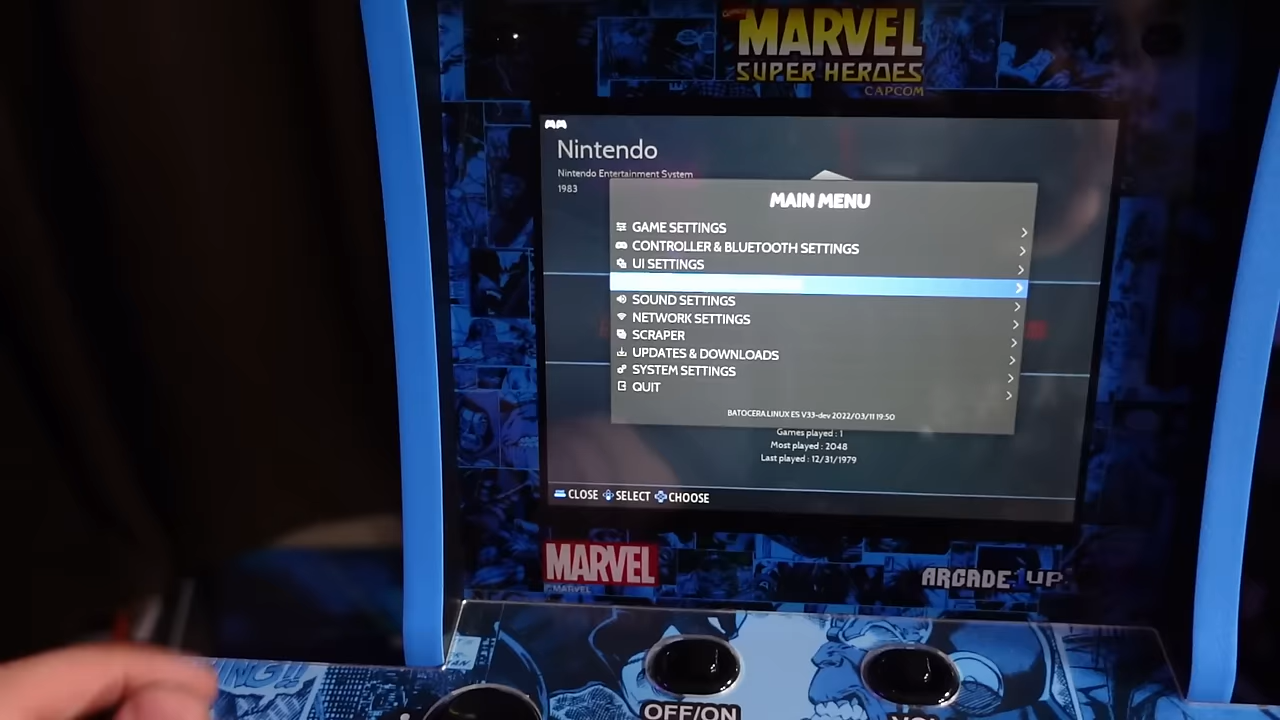 MARVEL
SUPER HEROES
CAPCOM
Nintendo
Nintendo Entertainment System
1983
MAIN MENU
GAME SETTINGS
CONTROLLER & BLUETOOTH SETTINGS
UI SETTINGS
SOUND SETTINGS
NETWORK SETTINGS
SCRAPER
UPDATES & DOWNLOADS
SYSTEM SETTINGS
QUIT
BATOCERA.LINUX ES V33-dev 2022/03/11 19:50
Games played : 1
Most played : 2048
Last played : 12/31/1979
CLOSE SELECT CHOOSE
MARVEL
© MARVEL
ARCADE 1UP
OFF/ON